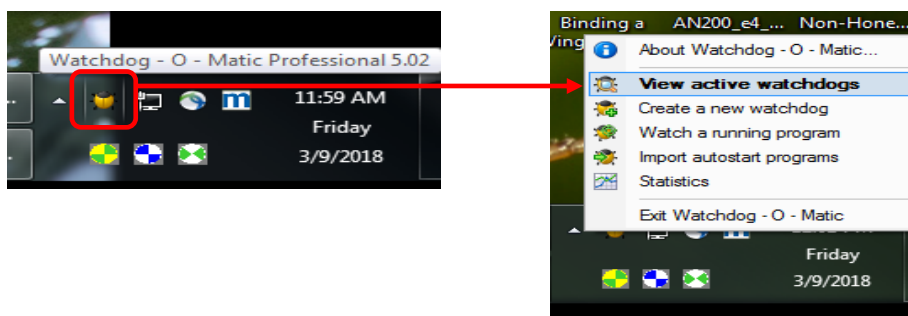 Watchdog - O - Matic Professional 5.02
11:59 AM
Friday
3/9/2018
Binding a AN200_e4_... Non-Hone...
About Watchdog - O - Matic...
View active watchdogs
Create a new watchdog
Watch a running program
Import autostart programs
Statistics
Exit Watchdog - O - Matic
Friday
3/9/2018